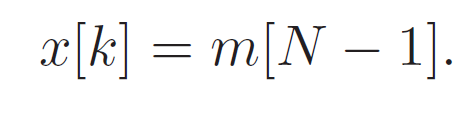 x[k] = m[N − 1].